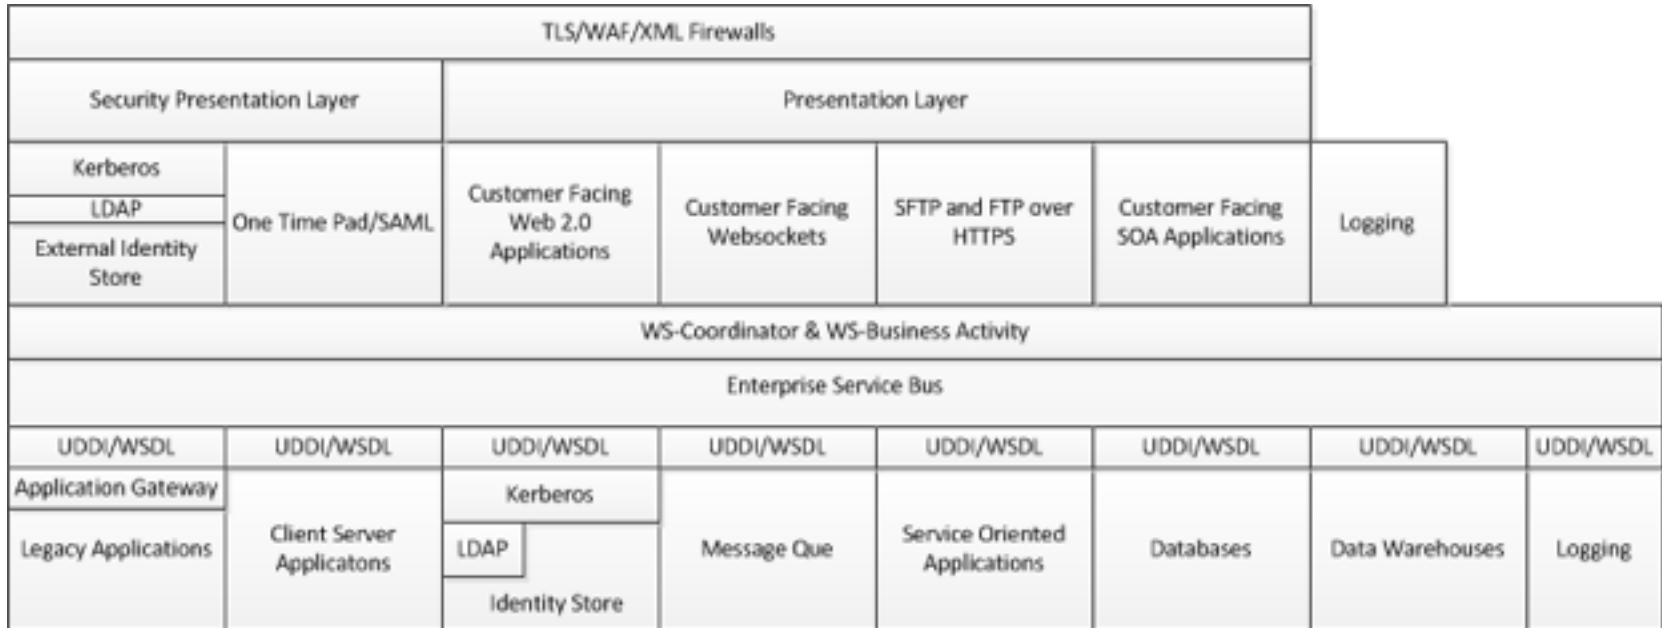 TLS/WAF/XML Firewalls
Security Presentation Layer
Presentation Layer
Kerberos
LDAP
External Identity
Store
One Time Pad/SAML
Customer Facing
Web 2.0
Applications
Customer Facing
Websockets
SFTP and FTP over
HTTPS
Customer Facing
SOA Applications
Logging
WS-Coordinator & WS-Business Activity
Enterprise Service Bus
UDDI/WSDL
UDDI/WSDL
UDDI/WSDL
UDDI/WSDL
UDDI/WSDL
UDDI/WSDL
UDDI/WSDL
UDDI/WSDL
Application Gateway
Legacy Applications
Client Server
Applicatons
Kerberos
LDAP
Identity Store
Message Que
Service Oriented
Applications
Databases
Data Warehouses
Logging